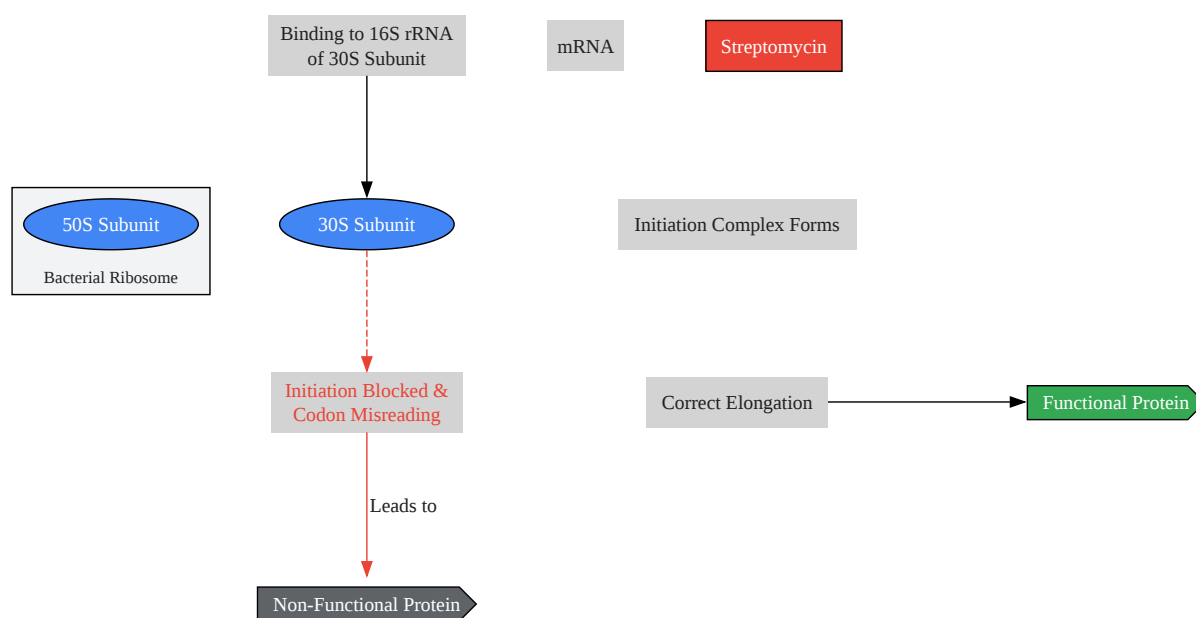 Binding to 16S rRNA
of 30S Subunit
mRNA
Streptomycin
50S Subunit
Bacterial Ribosome
30S Subunit
Initiation Complex Forms
Initiation Blocked &
Codon Misreading
Correct Elongation
Functional Protein
Leads to
Non-Functional Protein